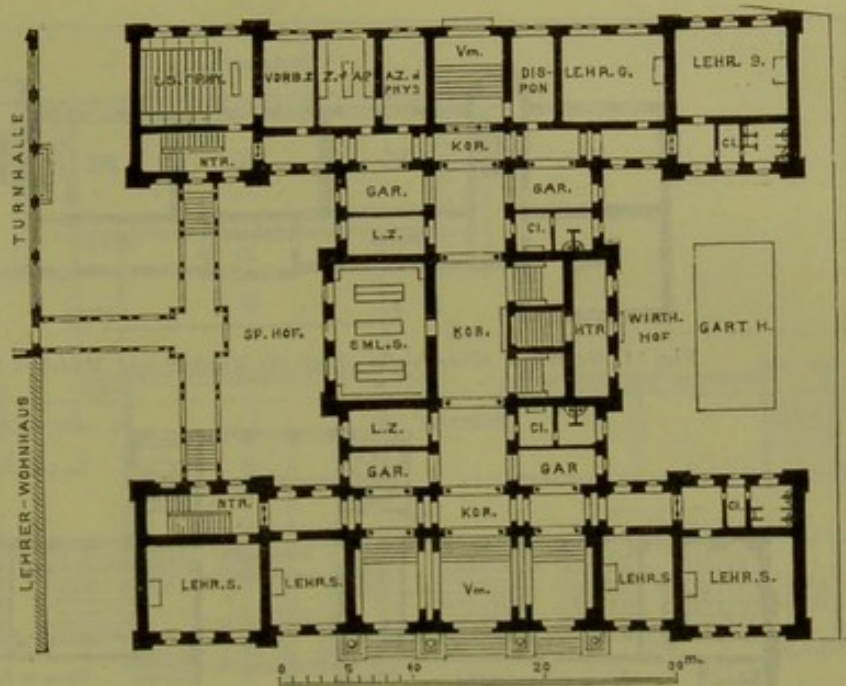 TURNHALLE
LEHRER-WOHNHAUS
VORB.Z
A.Z. d PHYS
Vm.
DIS-
PON
LEHR. G.
LEHR. S.
NTR.
KOR.
Cl.
GAR.
GAR.
L.Z.
Cl.
SP. HOF.
SML.S.
KOR.
NTR
WIRTH.
HOF
GART H.
L.Z.
Cl.
GAR.
GAR
NTR.
KOR.
Cl.
LEHR.S.
LEHR.S.
Vm.
LEHR.S
LEHR.S.
0 5 10 20 30 m.